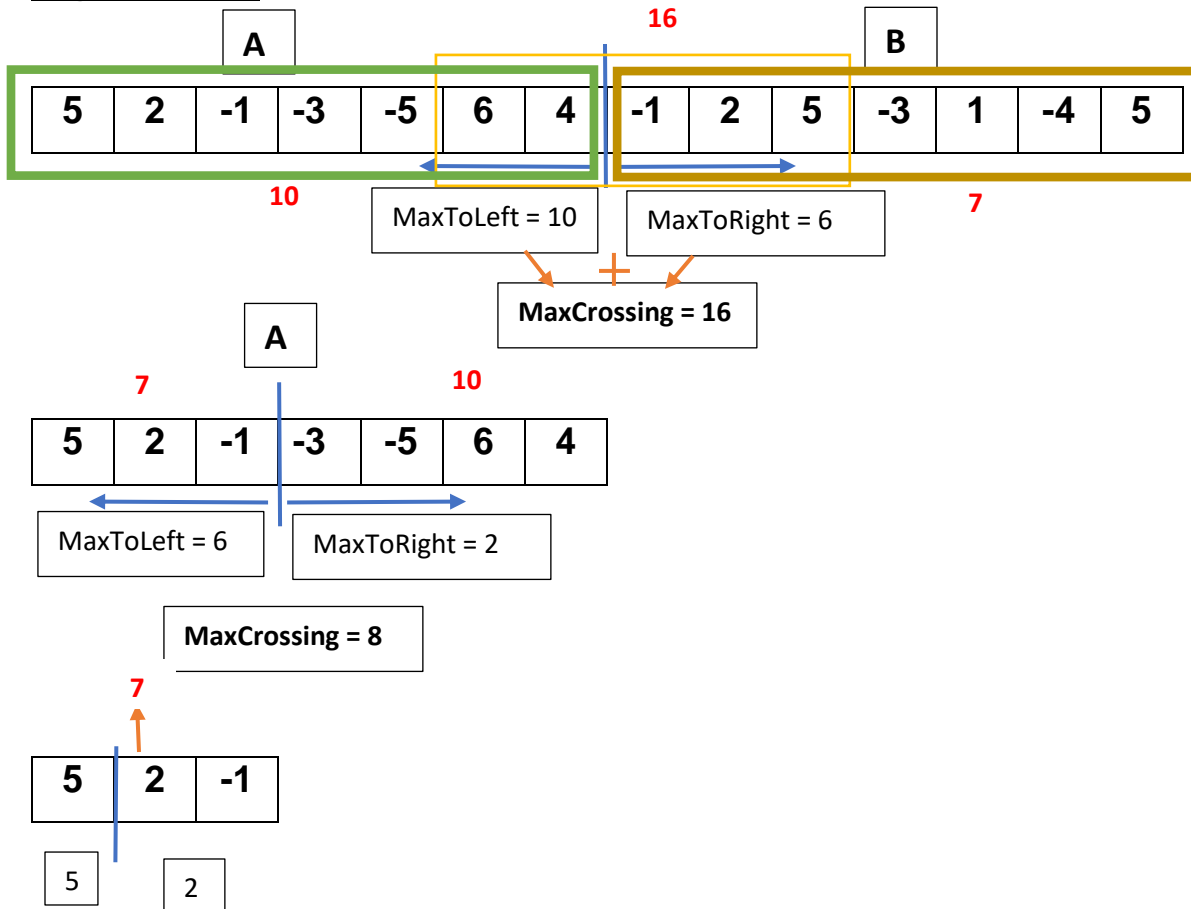 16
A B
5 2 -1 -3 -5 6 4 -1 2 5 -3 1 -4 5
10 7
MaxToLeft = 10 MaxToRight = 6
MaxCrossing = 16
A
7 10
5 2 -1 -3 -5 6 4
MaxToLeft = 6 MaxToRight = 2
MaxCrossing = 8
7
5 2 -1
5 2